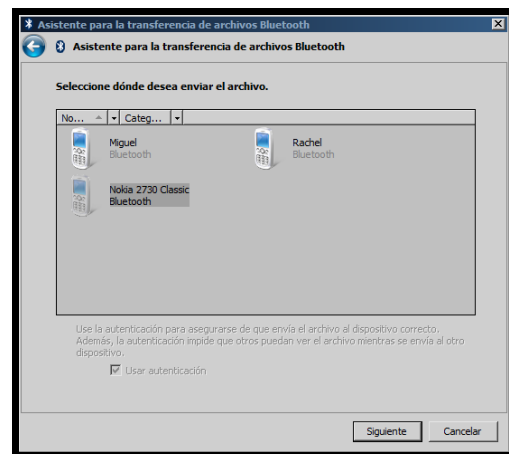 Asistente para la transferencia de archivos Bluetooth
Asistente para la transferencia de archivos Bluetooth
Seleccione dónde desea enviar el archivo.
No... Categ...
Miguel Rachel
Bluetooth Bluetooth
Nokia 2730 Classic
Bluetooth
Use la autenticación para asegurarse de que envía el archivo al dispositivo correcto.
Además, la autenticación impide que otros puedan ver el archivo mientras se envía al otro
dispositivo.
Usar autenticación
Siguiente Cancelar